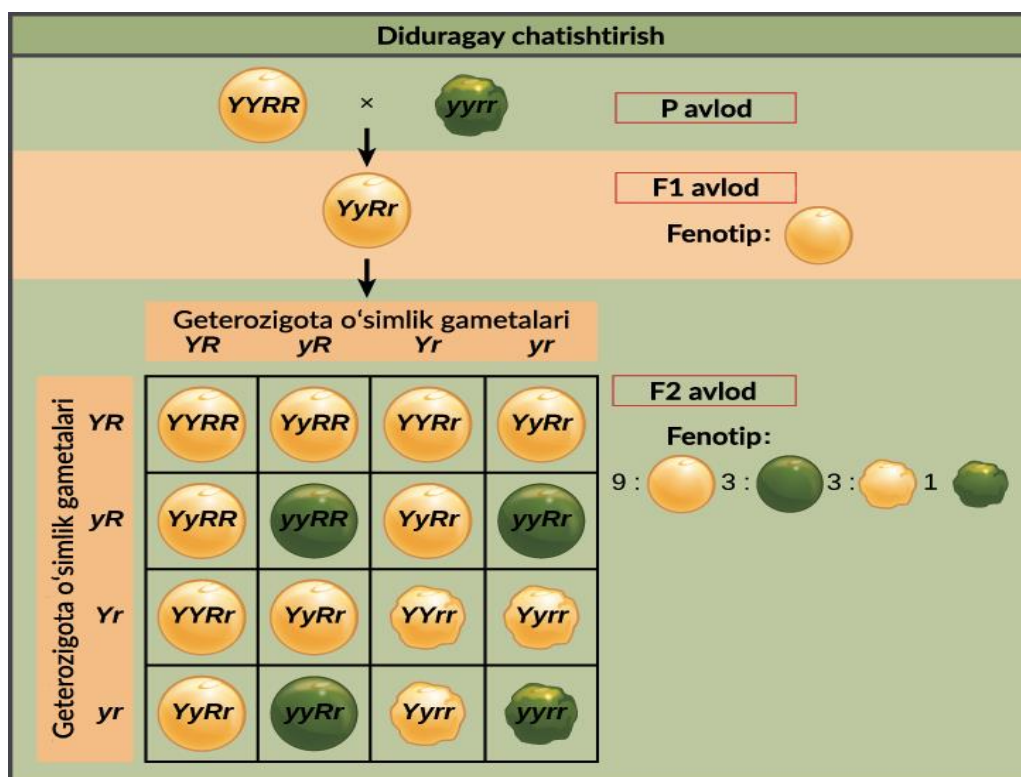 Diduragay chatishtirish
YYRR × yyrr
P avlod
YyRr
F1 avlod
Fenotip:
Geterozigota o‘simlik gametalari
YR yR Yr yr
Geterozigota o‘simlik gametalari
YR YYRR YyRR YYRr YyRr
yR YyRR yyRR YyRr yyRr
Yr YYRr YyRr YYrr Yyrr
yr YyRr yyRr Yyrr yyrr
F2 avlod
Fenotip:
9 : 3 : 3 : 1